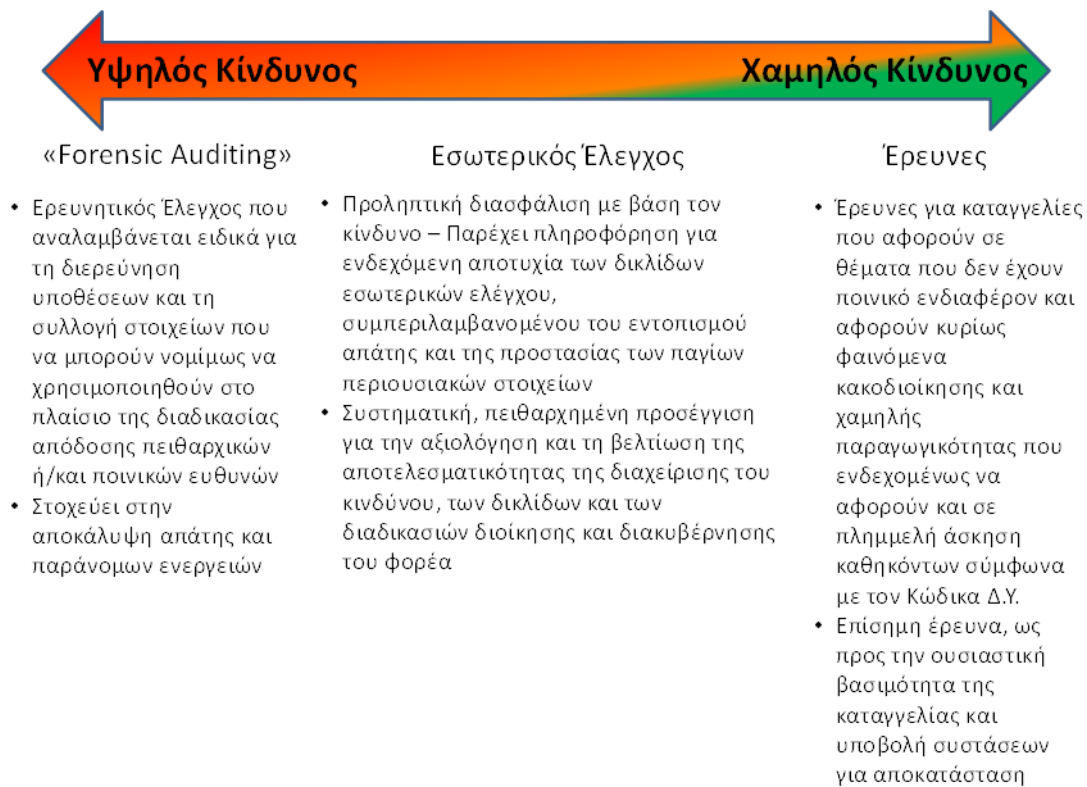 Υψηλός Κίνδυνος
Χαμηλός Κίνδυνος
«Forensic Auditing»
• Ερευνητικός Έλεγχος που
αναλαμβάνεται ειδικά για
τη διερεύνηση
υποθέσεων και τη
συλλογή στοιχείων που
να μπορούν νομίμως να
χρησιμοποιηθούν στο
πλαίσιο της διαδικασίας
απόδοσης πειθαρχικών
ή/και ποινικών ευθυνών
• Στοχεύει στην
αποκάλυψη απάτης και
παράνομων ενεργειών
Εσωτερικός Έλεγχος
• Προληπτική διασφάλιση με βάση τον
κίνδυνο – Παρέχει πληροφόρηση για
ενδεχόμενη αποτυχία των δικλίδων
εσωτερικών ελέγχου,
συμπεριλαμβανομένου του εντοπισμού
απάτης και της προστασίας των παγίων
περιουσιακών στοιχείων
• Συστηματική, πειθαρχημένη προσέγγιση
για την αξιολόγηση και τη βελτίωση της
αποτελεσματικότητας της διαχείρισης του
κινδύνου, των δικλίδων και των
διαδικασιών διοίκησης και διακυβέρνησης
του φορέα
Έρευνες
• Έρευνες για καταγγελίες
που αφορούν σε
θέματα που δεν έχουν
ποινικό ενδιαφέρον και
αφορούν κυρίως
φαινόμενα
κακοδιοίκησης και
χαμηλής
παραγωγικότητας που
ενδεχομένως να
αφορούν και σε
πλημμελή άσκηση
καθηκόντων σύμφωνα
με τον Κώδικα Δ.Υ.
• Επίσημη έρευνα, ως
προς την ουσιαστική
βασιμότητα της
καταγγελίας και
υποβολή συστάσεων
για αποκατάσταση